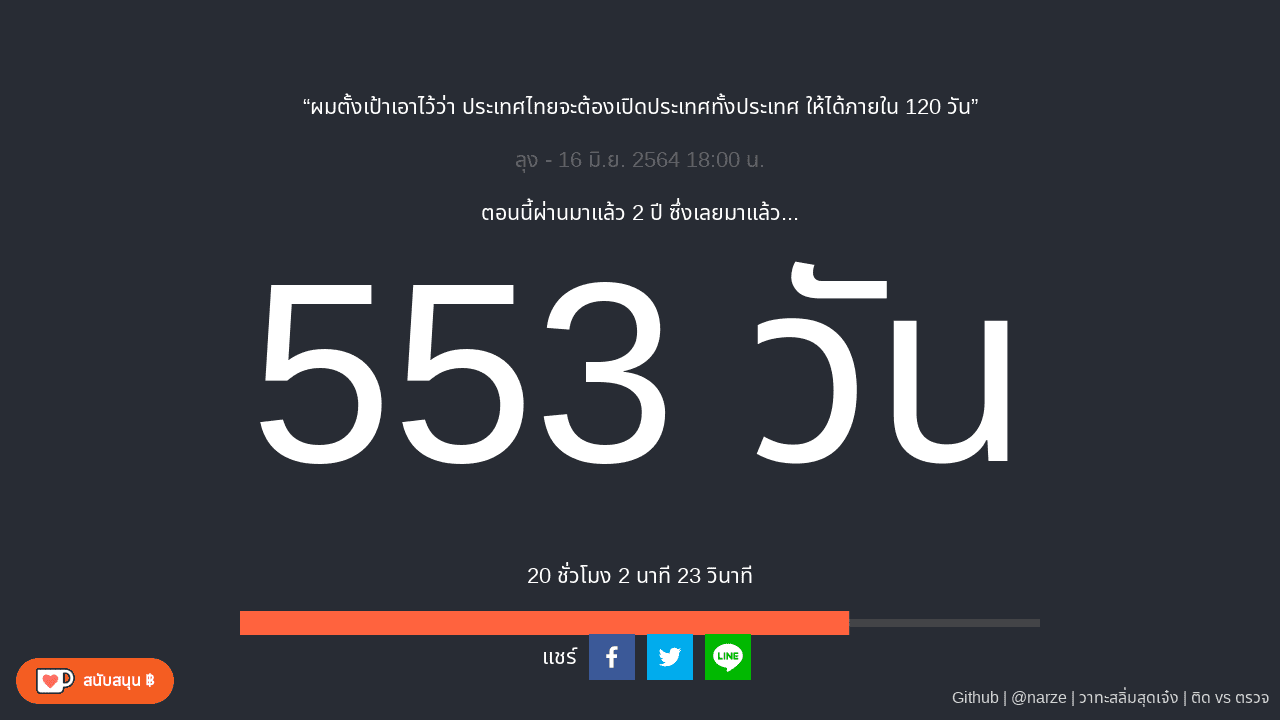 “ผมตั้งเป้าเอาไว้ว่า ประเทศไทยจะต้องเปิดประเทศทั้งประเทศ ให้ได้ภายใน 120 วัน”
ลุง - 16 มิ.ย. 2564 18:00 น.
ตอนนี้ผ่านมาแล้ว 2 ปี ซึ่งเลยมาแล้ว...
553 วัน
20 ชั่วโมง 2 นาที 23 วินาที
แชร์
LINE
สนับสนุน ฿
Github | @narze | วาทะสลิ่มสุดเจ๋ง | ติด vs ตรวจ